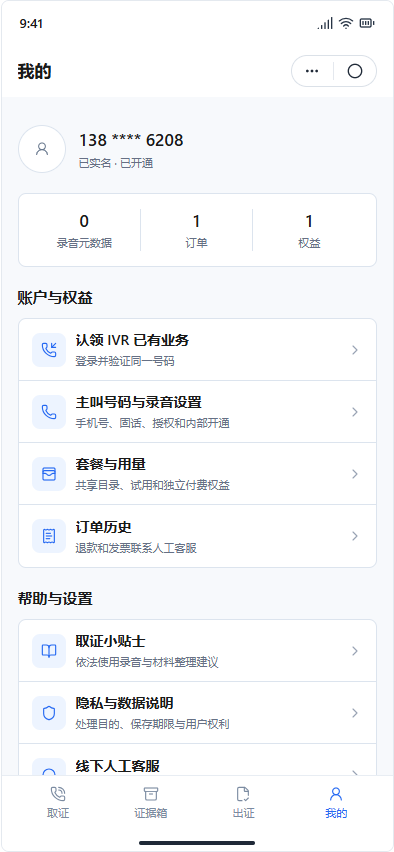 9:41
我的
138 **** 6208
已实名 · 已开通
0 1 1
录音元数据 订单 权益
账户与权益
认领 IVR 已有业务
登录并验证同一号码
主叫号码与录音设置
手机号、固话、授权和内部开通
套餐与用量
共享目录、试用和独立付费权益
订单历史
退款和发票联系人工客服
帮助与设置
取证小贴士
依法使用录音与材料整理建议
隐私与数据说明
处理目的、保存期限与用户权利
线下人工客服
取证 证据箱 出证 我的